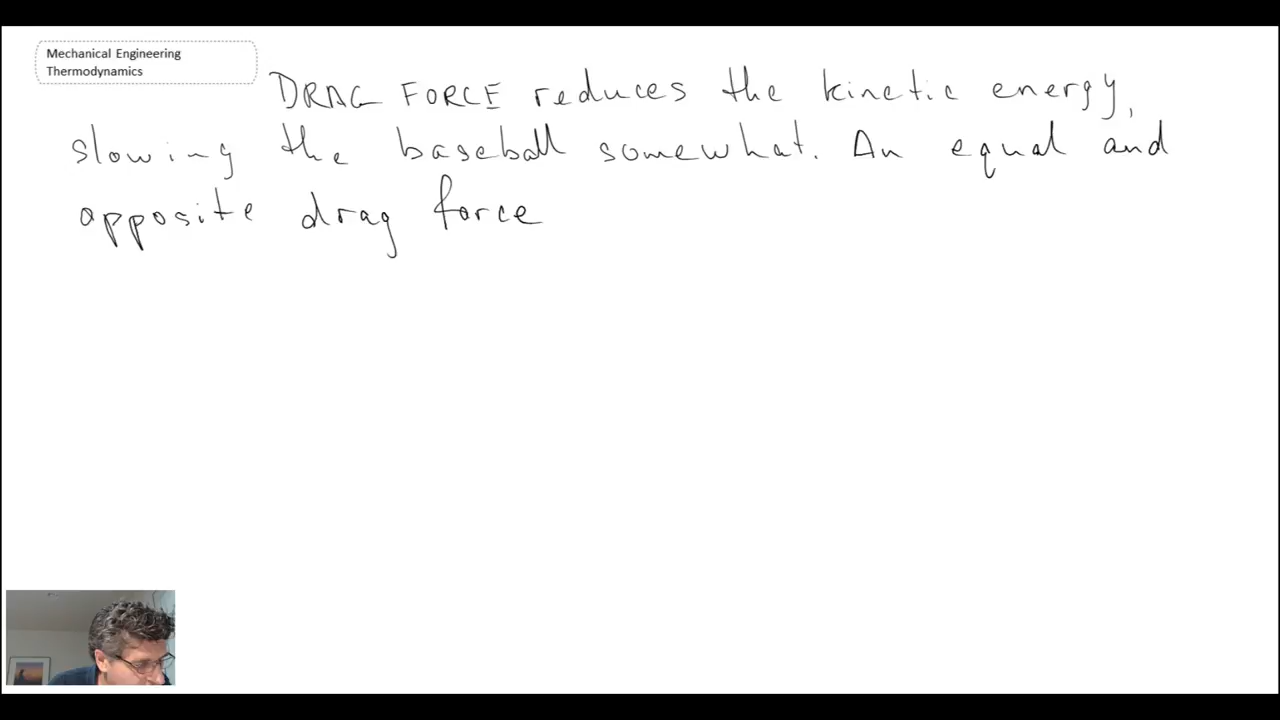 Mechanical Engineering
Thermodynamics
DRAG FORCE reduces the kinetic energy,
slowing the baseball somewhat. An equal and
opposite drag force